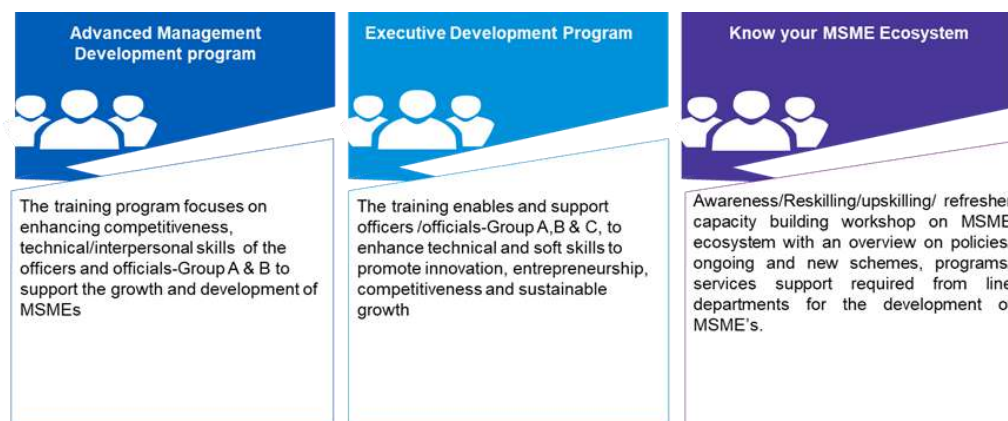 Advanced Management
Development program
The training program focuses on
enhancing competitiveness,
technical/interpersonal skills of the
officers and officials-Group A & B to
support the growth and development of
MSMEs
Executive Development Program
The training enables and support
officers /officials-Group A,B & C, to
enhance technical and soft skills to
promote innovation, entrepreneurship,
competitiveness and sustainable
growth
Know your MSME Ecosystem
Awareness/Reskilling/upskilling/ refresher
capacity building workshop on MSME
ecosystem with an overview on policies,
ongoing and new schemes, programs,
services support required from line
departments for the development of
MSME's.